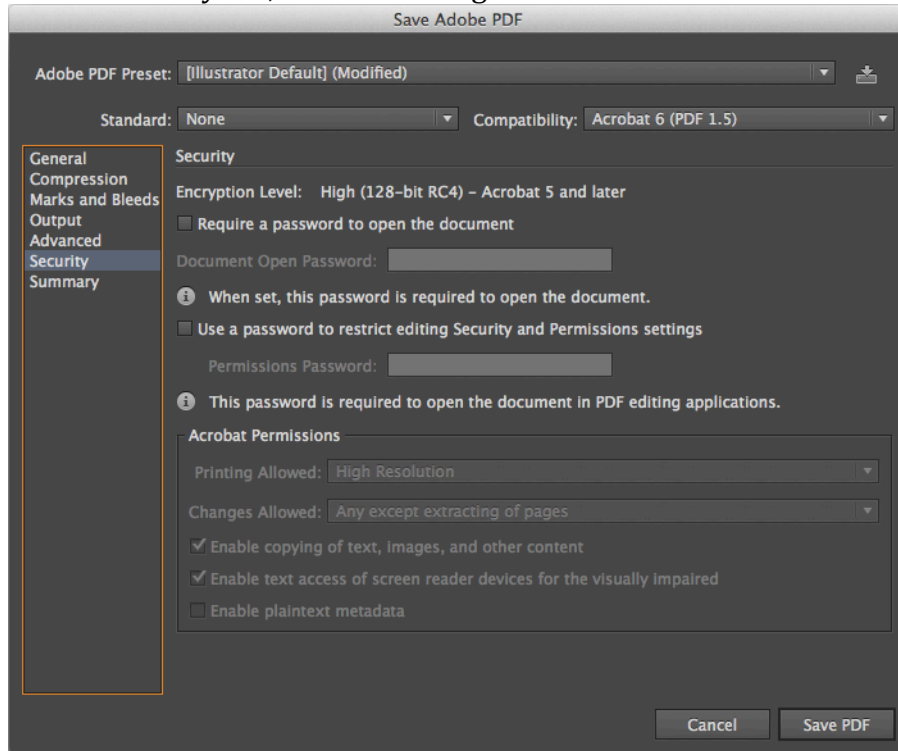 Save Adobe PDF
Adobe PDF Preset: [Illustrator Default] (Modified)
Standard: None Compatibility: Acrobat 6 (PDF 1.5)
General
Compression
Marks and Bleeds
Output
Advanced
Security
Summary
Security
Encryption Level: High (128-bit RC4) – Acrobat 5 and later
Require a password to open the document
Document Open Password:
When set, this password is required to open the document.
Use a password to restrict editing Security and Permissions settings
Permissions Password:
This password is required to open the document in PDF editing applications.
Acrobat Permissions
Printing Allowed: High Resolution
Changes Allowed: Any except extracting of pages
Enable copying of text, images, and other content
Enable text access of screen reader devices for the visually impaired
Enable plaintext metadata
Cancel Save PDF